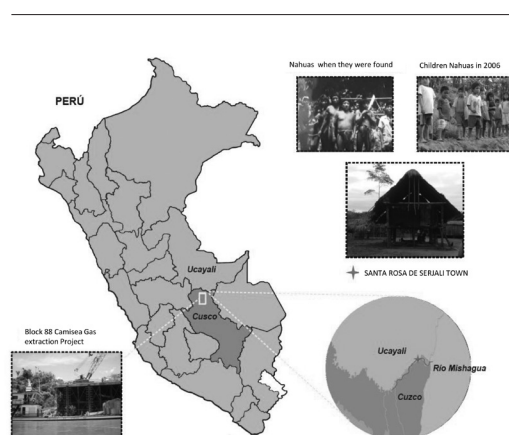 Nahuas when they were found
Children Nahuas in 2006
PERÚ
SANTA ROSA DE SERJALI TOWN
Ucayali
Cusco
Block 88 Camisea Gas
extraction Project
Ucayali
Rio Mishagua
Cuzco